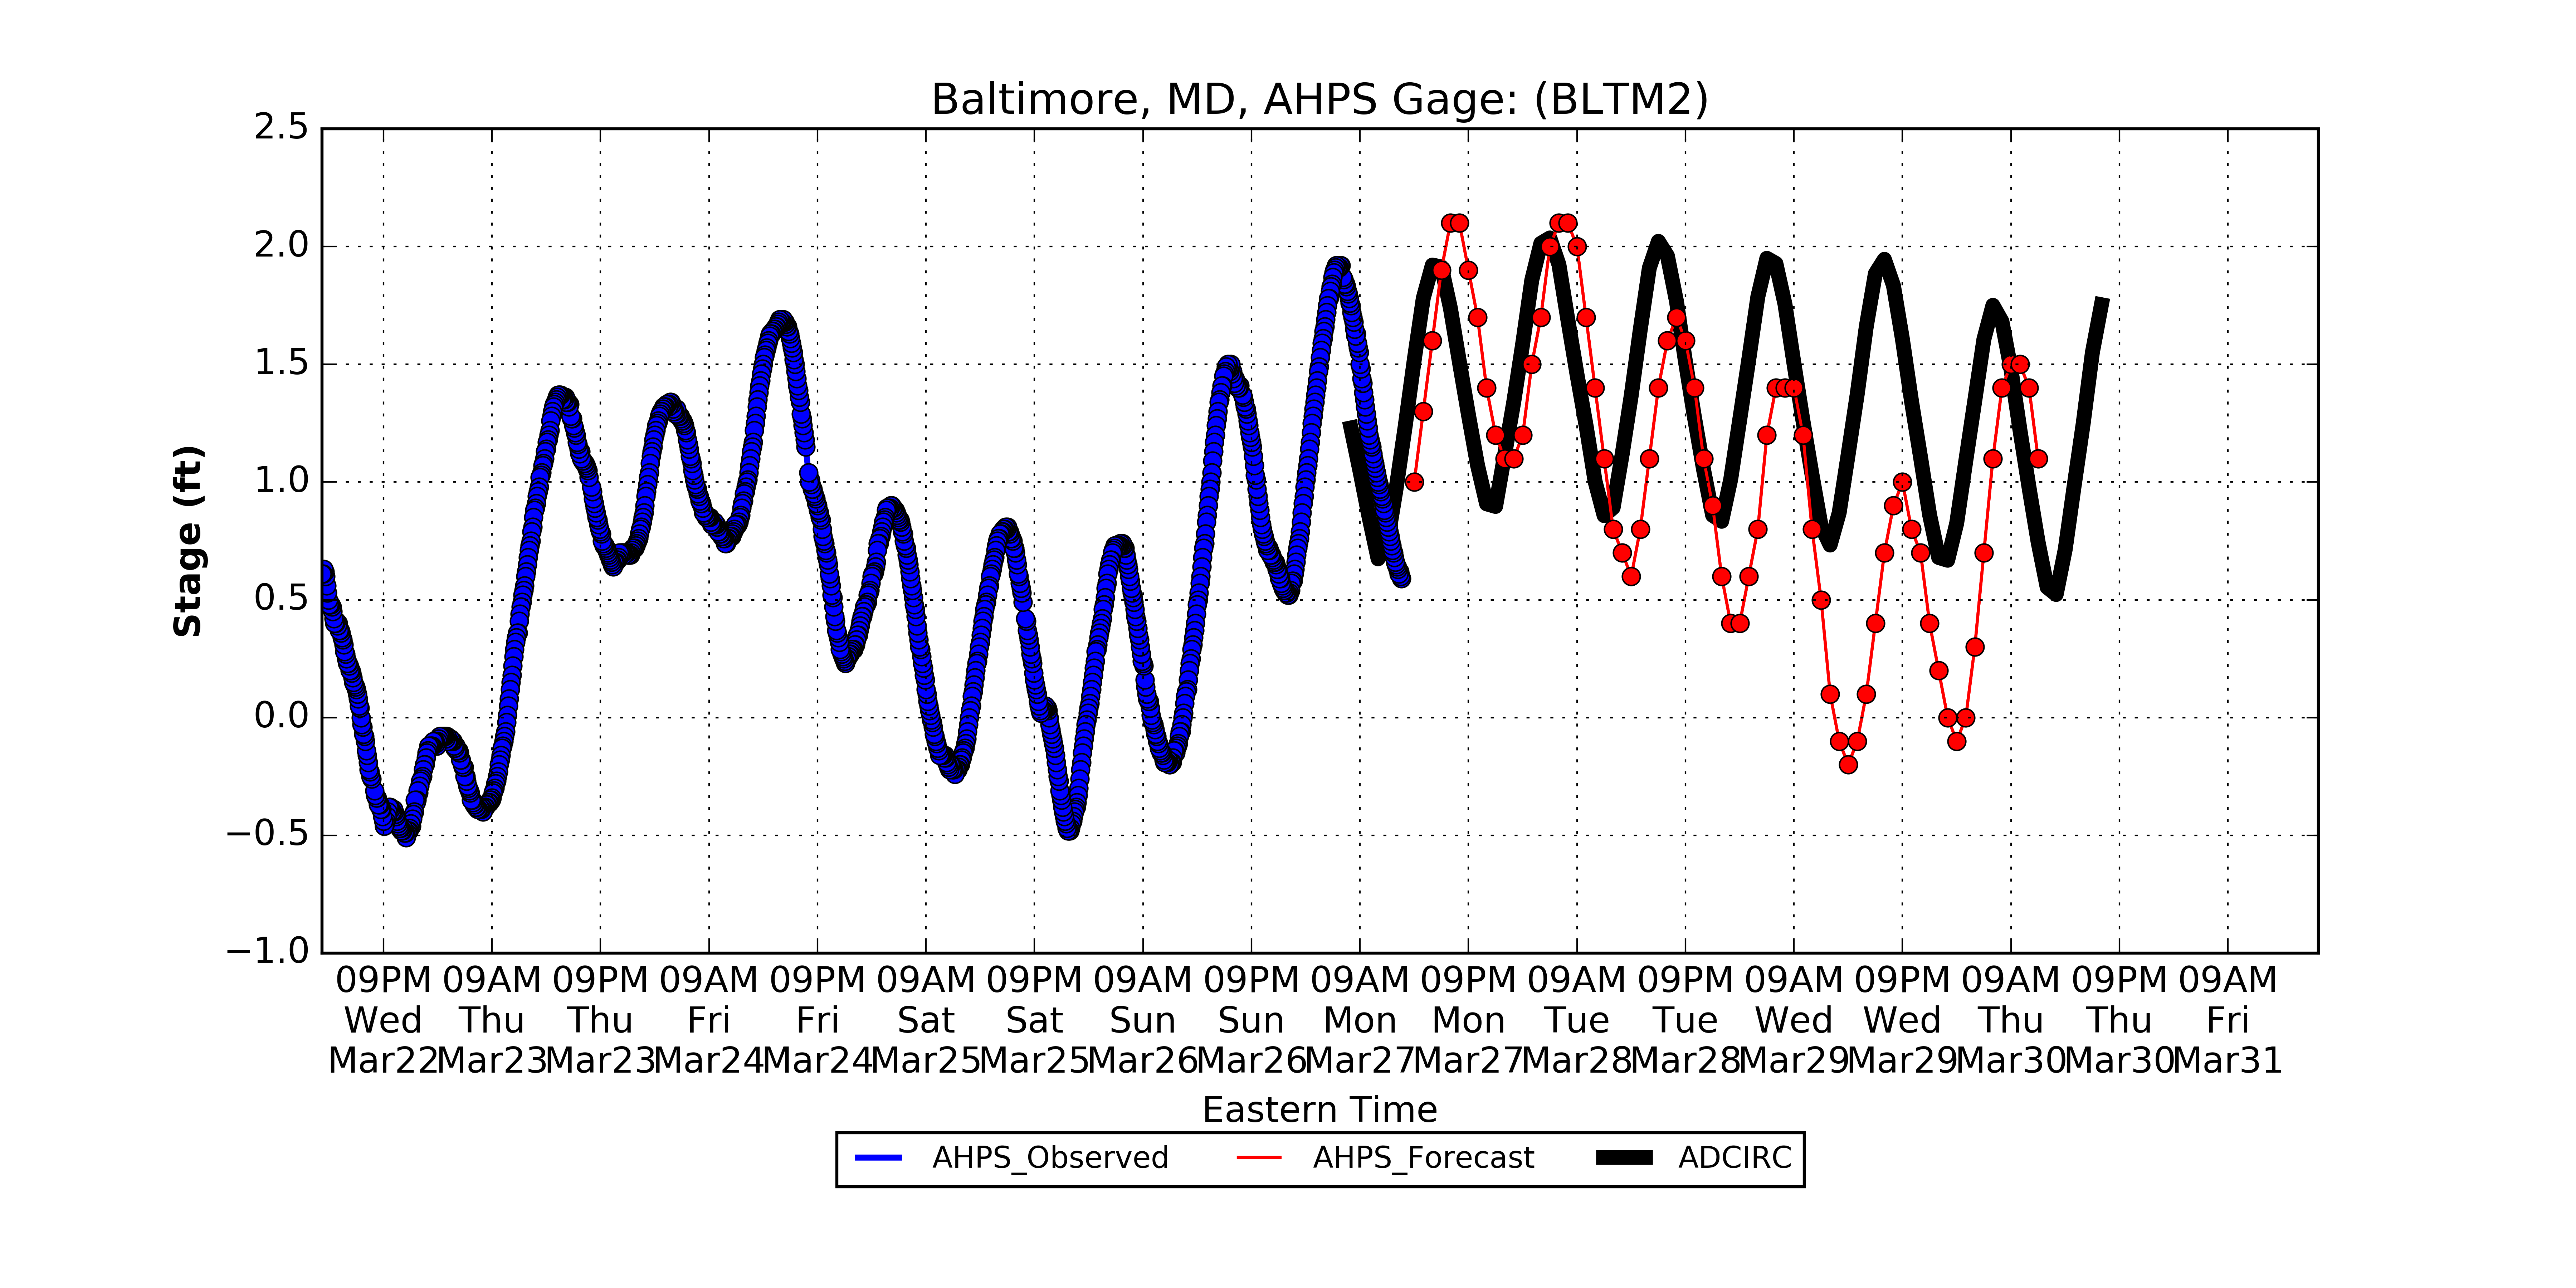 Baltimore, MD, AHPS Gage: (BLTM2)
2.5
2.0
1.5
1.0
0.5
0.0
−0.5
−1.0
Stage (ft)
09PM 09AM 09PM 09AM 09PM 09AM 09PM 09AM 09PM 09AM 09PM 09AM 09PM 09AM 09PM 09AM 09PM 09AM
Wed Thu Thu Fri Fri Sat Sat Sun Sun Mon Mon Tue Tue Wed Wed Thu Thu Fri
Mar22 Mar23 Mar23 Mar24 Mar24 Mar25 Mar25 Mar26 Mar26 Mar27 Mar27 Mar28 Mar28 Mar29 Mar29 Mar30 Mar30 Mar31
Eastern Time
AHPS_Observed AHPS_Forecast ADCIRC